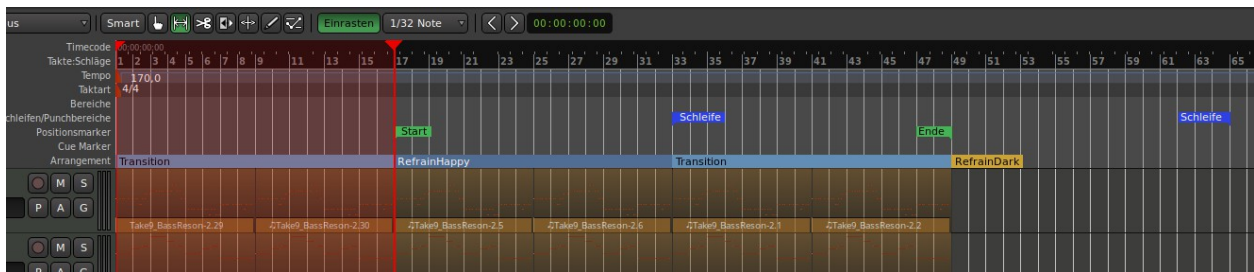 us Smart Einrasten 1/32 Note 00:00:00:00
Timecode 00:00:00:00
Takte:Schläge 1 2 3 4 5 6 7 8 9 11 13 15 17 19 21 23 25 27 29 31 33 35 37 39 41 43 45 47 49 51 53 55 57 59 61 63 65
Tempo 170,0
Taktart 4/4
Bereiche
chleifen/Punchbereiche Schleife Schleife
Positionsmarker Start Ende
Cue Marker
Arrangement Transition RefrainHappy Transition RefrainDark
M S
P A G
Take9_BassReson-2.29 Take9_BassReson-2.30 Take9_BassReson-2.5 Take9_BassReson-2.6 Take9_BassReson-2.1 Take9_BassReson-2.2
M S
P A G